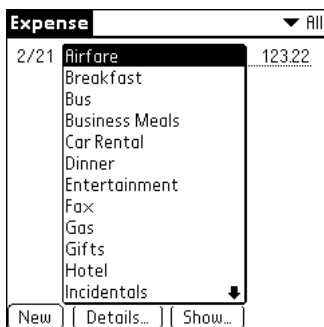 Expense All
2/21 Airfare 123.22
Breakfast
Bus
Business Meals
Car Rental
Dinner
Entertainment
Fax
Gas
Gifts
Hotel
Incidentals
New Details... Show...